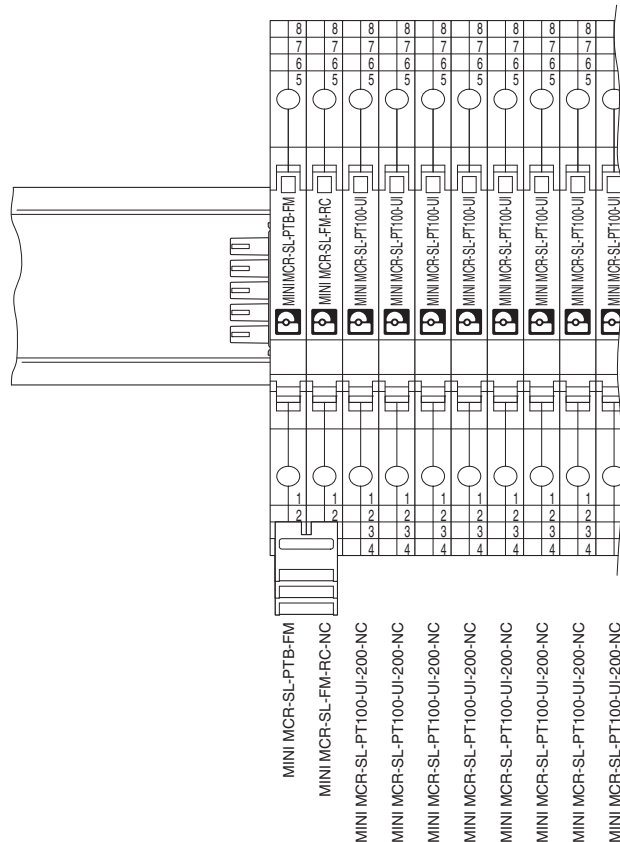 8 8 8 8 8 8 8 8 8
7 7 7 7 7 7 7 7 7
6 6 6 6 6 6 6 6 6
5 5 5 5 5 5 5 5 5
MINI MCR-SL-PTB-FM
MINI MCR-SL-FM-RC
MINI MCR-SL-PT100-UI
MINI MCR-SL-PT100-UI
MINI MCR-SL-PT100-UI
MINI MCR-SL-PT100-UI
MINI MCR-SL-PT100-UI
MINI MCR-SL-PT100-UI
MINI MCR-SL-PT100-UI
MINI MCR-SL-PT100-UI
1 1 1 1 1 1 1 1 1
2 2 2 2 2 2 2 2 2
3 3 3 3 3 3 3
4 4 4 4 4 4 4
MINI MCR-SL-PTB-FM
MINI MCR-SL-FM-RC-NC
MINI MCR-SL-PT100-UI-200-NC
MINI MCR-SL-PT100-UI-200-NC
MINI MCR-SL-PT100-UI-200-NC
MINI MCR-SL-PT100-UI-200-NC
MINI MCR-SL-PT100-UI-200-NC
MINI MCR-SL-PT100-UI-200-NC
MINI MCR-SL-PT100-UI-200-NC
MINI MCR-SL-PT100-UI-200-NC